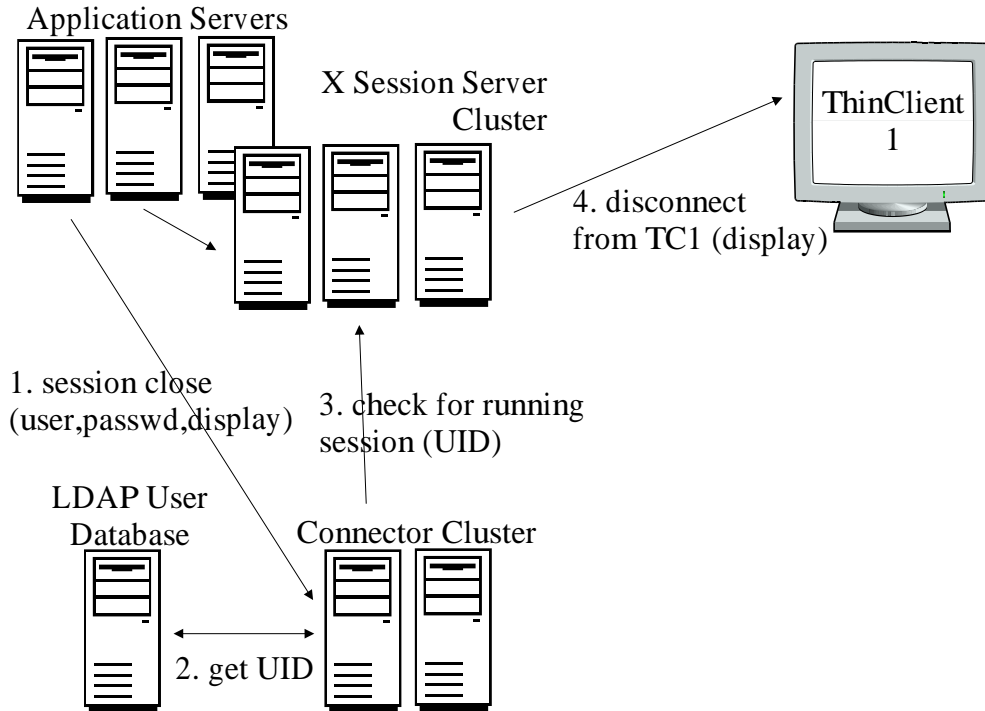 Application Servers
X Session Server
Cluster
ThinClient
1
4. disconnect
from TC1 (display)
1. session close
(user,passwd,display)
3. check for running
session (UID)
LDAP User
Database
Connector Cluster
2. get UID